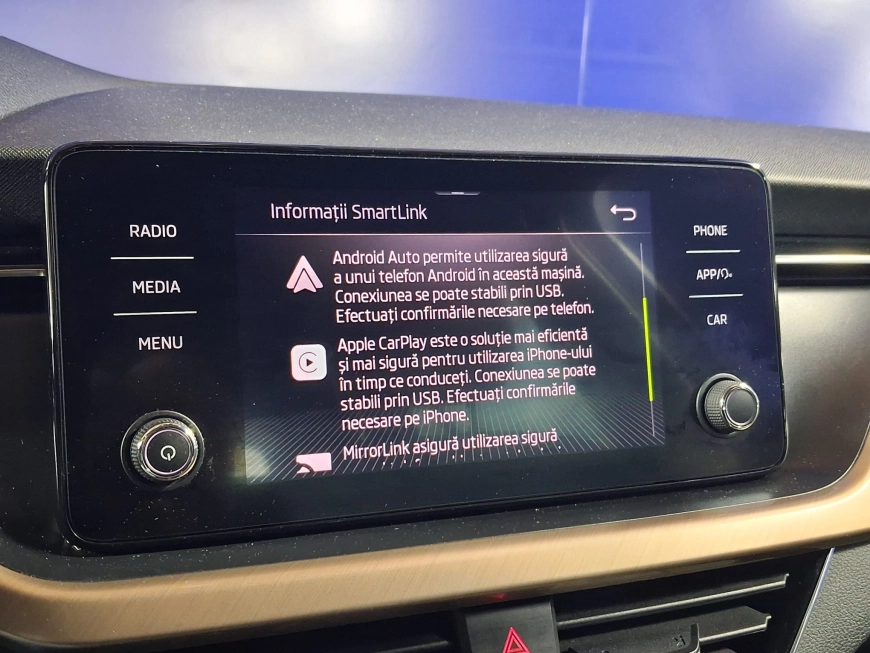 Informații SmartLink
RADIO
MEDIA
MENU
Android Auto permite utilizarea sigură
a unui telefon Android în această mașină.
Conexiunea se poate stabili prin USB.
Efectuați confirmările necesare pe telefon.
Apple CarPlay este o soluție mai eficientă
și mai sigură pentru utilizarea iPhone-ului
în timp ce conduceți. Conexiunea se poate
stabili prin USB. Efectuați confirmările
necesare pe iPhone.
MirrorLink asigură utilizarea sigură
PHONE
APP/
CAR